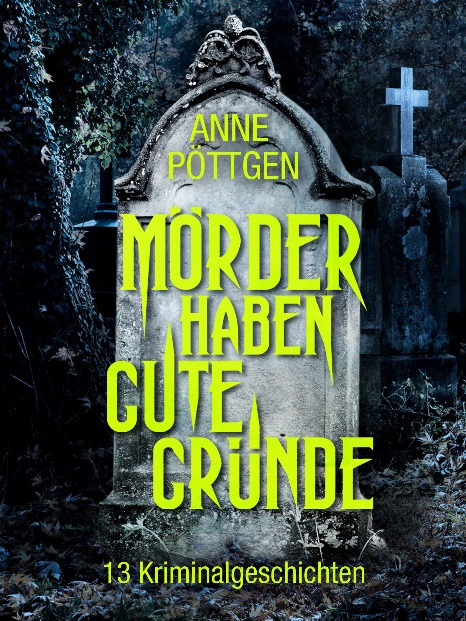 ANNE
PÖTTGEN
MÖRDER
HABEN
GUTE
GRÜNDE
13 Kriminalgeschichten